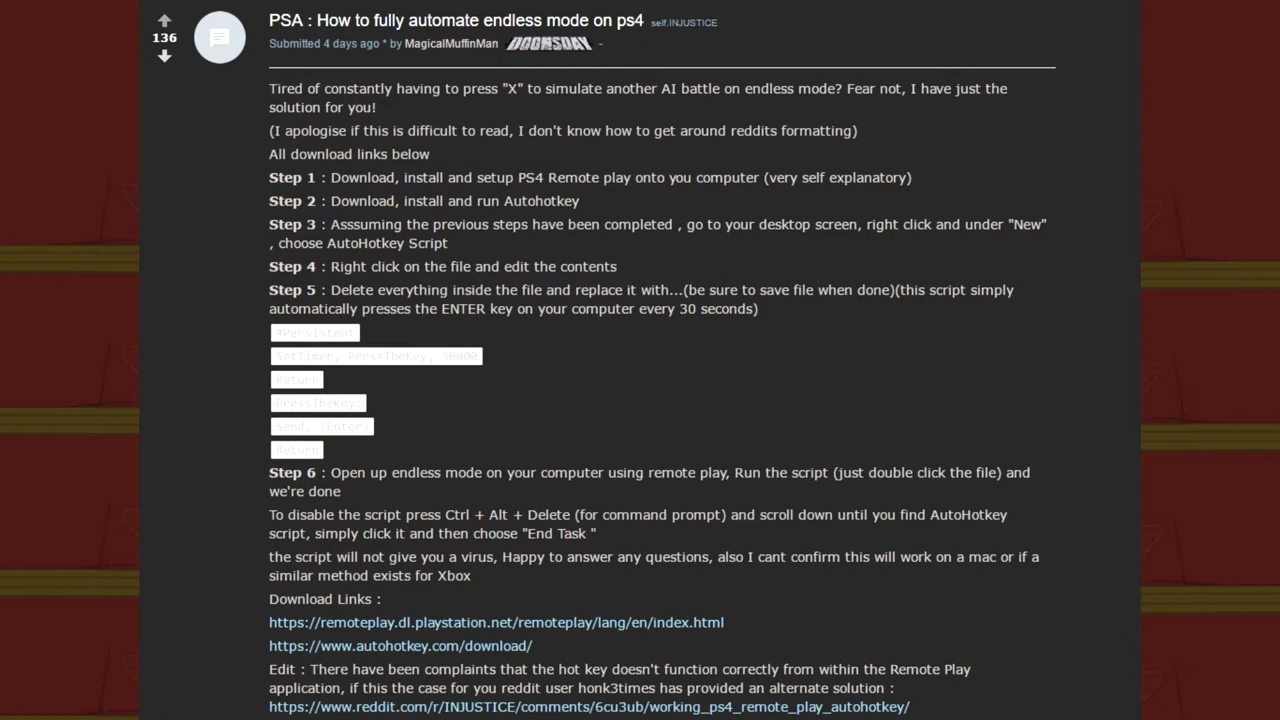 PSA : How to fully automate endless mode on ps4 self.INJUSTICE
136
Submitted 4 days ago * by MagicalMuffinMan DOOMSDAY -
Tired of constantly having to press "X" to simulate another AI battle on endless mode? Fear not, I have just the
solution for you!
(I apologise if this is difficult to read, I don't know how to get around reddits formatting)
All download links below
Step 1 : Download, install and setup PS4 Remote play onto you computer (very self explanatory)
Step 2 : Download, install and run Autohotkey
Step 3 : Asssuming the previous steps have been completed , go to your desktop screen, right click and under "New"
, choose AutoHotkey Script
Step 4 : Right click on the file and edit the contents
Step 5 : Delete everything inside the file and replace it with...(be sure to save file when done)(this script simply
automatically presses the ENTER key on your computer every 30 seconds)
#Persistent
SetTimer, PressTheKey, 30000
Return
PressTheKey:
Send, {Enter}
Return
Step 6 : Open up endless mode on your computer using remote play, Run the script (just double click the file) and
we're done
To disable the script press Ctrl + Alt + Delete (for command prompt) and scroll down until you find AutoHotkey
script, simply click it and then choose "End Task "
the script will not give you a virus, Happy to answer any questions, also I cant confirm this will work on a mac or if a
similar method exists for Xbox
Download Links :
https://remoteplay.dl.playstation.net/remoteplay/lang/en/index.html
https://www.autohotkey.com/download/
Edit : There have been complaints that the hot key doesn't function correctly from within the Remote Play
application, if this the case for you reddit user honk3times has provided an alternate solution :
https://www.reddit.com/r/INJUSTICE/comments/6cu3ub/working_ps4_remote_play_autohotkey/